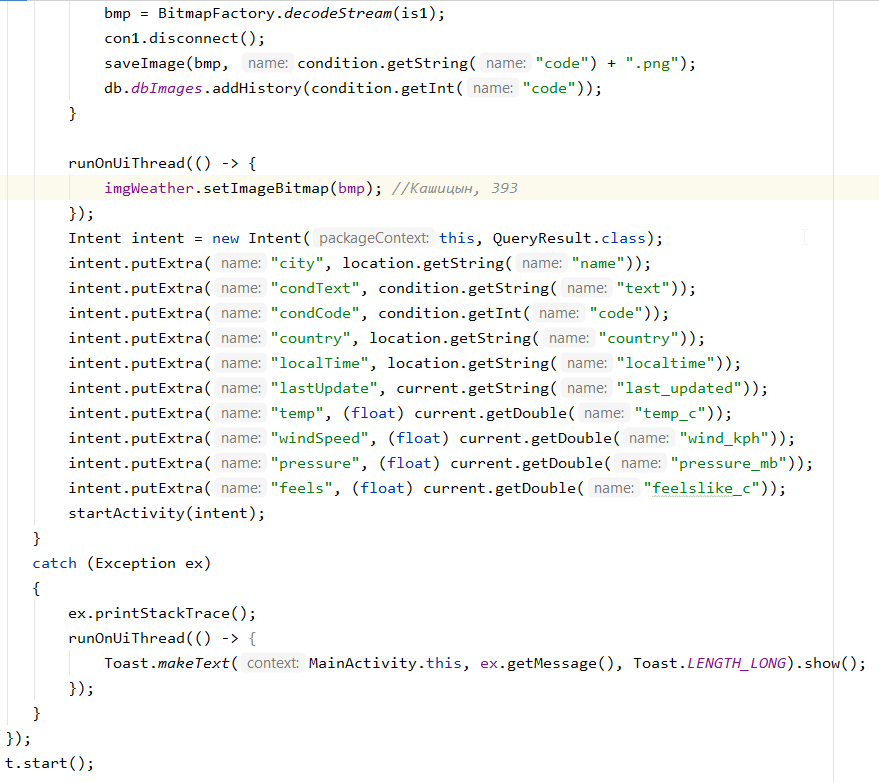 bmp = BitmapFactory.decodeStream(is1);
con1.disconnect();
saveImage(bmp, name: condition.getString( name: "code") + ".png");
db.dbImages.addHistory(condition.getInt( name: "code"));
}
runOnUiThread(() -> {
imgWeather.setImageBitmap(bmp); //Кашицын, 393
});
Intent intent = new Intent( packageContext: this, QueryResult.class);
intent.putExtra( name: "city", location.getString( name: "name"));
intent.putExtra( name: "condText", condition.getString( name: "text"));
intent.putExtra( name: "condCode", condition.getInt( name: "code"));
intent.putExtra( name: "country", location.getString( name: "country"));
intent.putExtra( name: "localTime", location.getString( name: "localtime"));
intent.putExtra( name: "lastUpdate", current.getString( name: "last_updated"));
intent.putExtra( name: "temp", (float) current.getDouble( name: "temp_c"));
intent.putExtra( name: "windSpeed", (float) current.getDouble( name: "wind_kph"));
intent.putExtra( name: "pressure", (float) current.getDouble( name: "pressure_mb"));
intent.putExtra( name: "feels", (float) current.getDouble( name: "feelslike_c"));
startActivity(intent);
}
catch (Exception ex)
{
ex.printStackTrace();
runOnUiThread(() -> {
Toast.makeText( context: MainActivity.this, ex.getMessage(), Toast.LENGTH_LONG).show();
});
}
});
t.start();